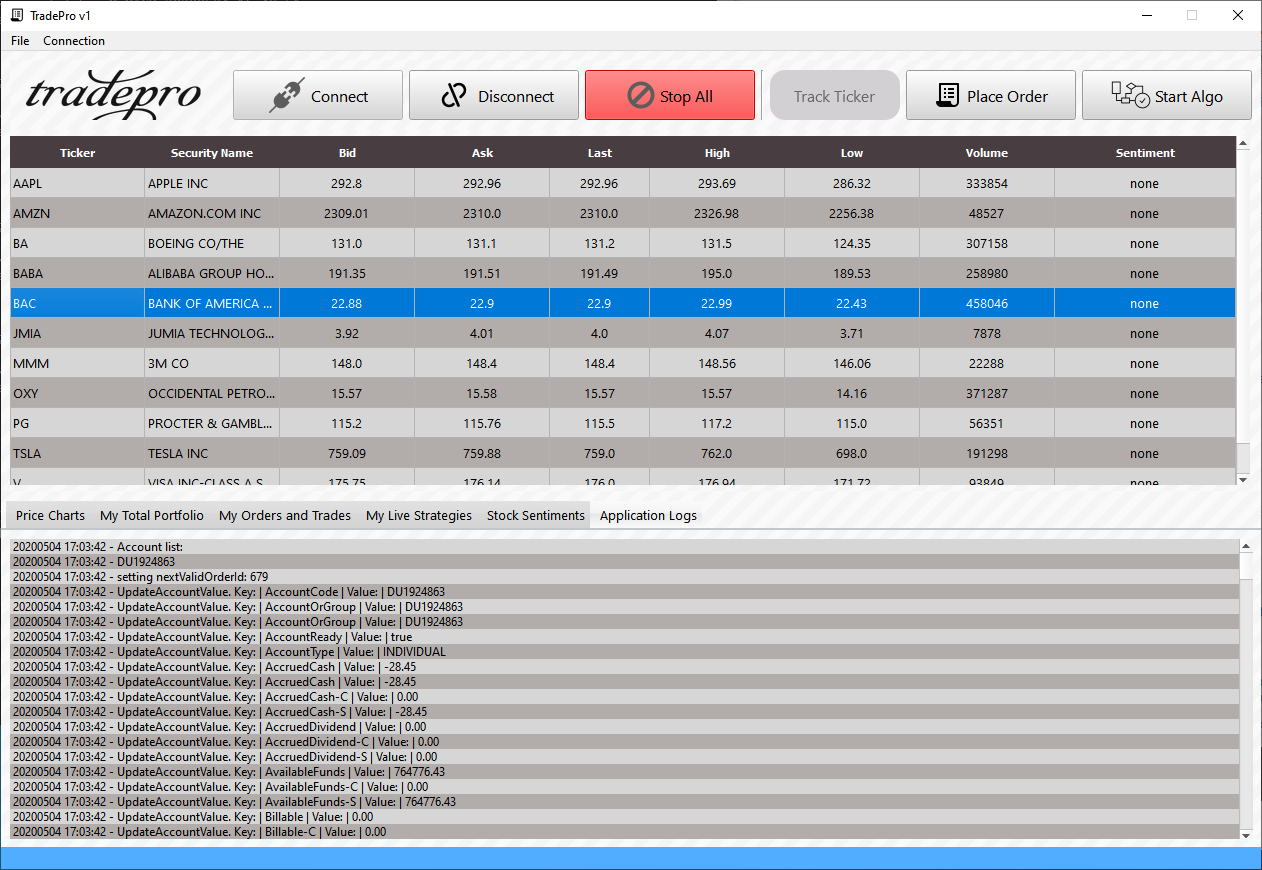 TradePro v1
File Connection
tradepro Connect Disconnect Stop All Track Ticker Place Order Start Algo
Ticker Security Name Bid Ask Last High Low Volume Sentiment
AAPL APPLE INC 292.8 292.96 292.96 293.69 286.32 333854 none
AMZN AMAZON.COM INC 2309.01 2310.0 2310.0 2326.98 2256.38 48527 none
BA BOEING CO/THE 131.0 131.1 131.2 131.5 124.35 307158 none
BABA ALIBABA GROUP HO... 191.35 191.51 191.49 195.0 189.53 258980 none
BAC BANK OF AMERICA ... 22.88 22.9 22.9 22.99 22.43 458046 none
JMIA JUMIA TECHNOLOG... 3.92 4.01 4.0 4.07 3.71 7878 none
MMM 3M CO 148.0 148.4 148.4 148.56 146.06 22288 none
OXY OCCIDENTAL PETRO... 15.57 15.58 15.57 15.57 14.16 371287 none
PG PROCTER & GAMBL... 115.2 115.76 115.5 117.2 115.0 56351 none
TSLA TESLA INC 759.09 759.88 759.0 762.0 698.0 191298 none
V VISA INC-CLASS A S 175.75 176.14 176.0 176.94 171.72 93849 none
Price Charts My Total Portfolio My Orders and Trades My Live Strategies Stock Sentiments Application Logs
20200504 17:03:42 - Account list:
20200504 17:03:42 - DU1924863
20200504 17:03:42 - setting nextValidOrderId: 679
20200504 17:03:42 - UpdateAccountValue. Key: | AccountCode | Value: | DU1924863
20200504 17:03:42 - UpdateAccountValue. Key: | AccountOrGroup | Value: | DU1924863
20200504 17:03:42 - UpdateAccountValue. Key: | AccountOrGroup | Value: | DU1924863
20200504 17:03:42 - UpdateAccountValue. Key: | AccountReady | Value: | true
20200504 17:03:42 - UpdateAccountValue. Key: | AccountType | Value: | INDIVIDUAL
20200504 17:03:42 - UpdateAccountValue. Key: | AccruedCash | Value: | -28.45
20200504 17:03:42 - UpdateAccountValue. Key: | AccruedCash | Value: | -28.45
20200504 17:03:42 - UpdateAccountValue. Key: | AccruedCash-C | Value: | 0.00
20200504 17:03:42 - UpdateAccountValue. Key: | AccruedCash-S | Value: | -28.45
20200504 17:03:42 - UpdateAccountValue. Key: | AccruedDividend | Value: | 0.00
20200504 17:03:42 - UpdateAccountValue. Key: | AccruedDividend-C | Value: | 0.00
20200504 17:03:42 - UpdateAccountValue. Key: | AccruedDividend-S | Value: | 0.00
20200504 17:03:42 - UpdateAccountValue. Key: | AvailableFunds | Value: | 764776.43
20200504 17:03:42 - UpdateAccountValue. Key: | AvailableFunds-C | Value: | 0.00
20200504 17:03:42 - UpdateAccountValue. Key: | AvailableFunds-S | Value: | 764776.43
20200504 17:03:42 - UpdateAccountValue. Key: | Billable | Value: | 0.00
20200504 17:03:42 - UpdateAccountValue. Key: | Billable-C | Value: | 0.00